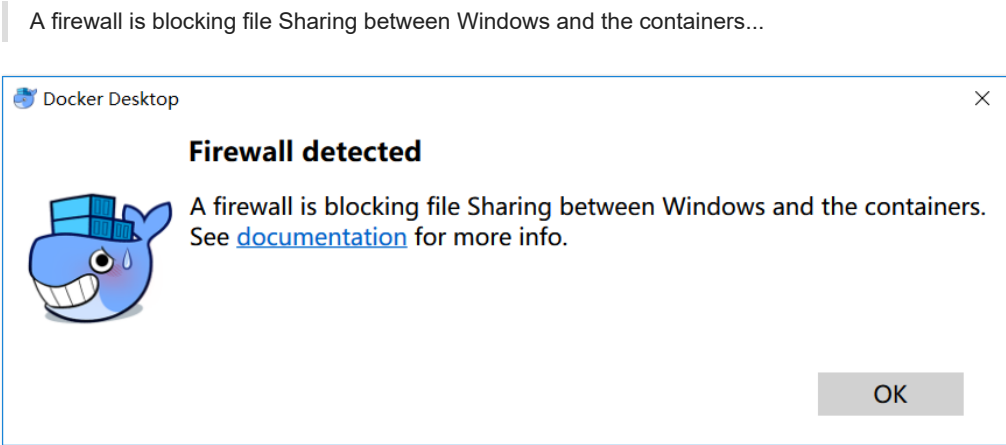 A firewall is blocking file Sharing between Windows and the containers...
Docker Desktop
Firewall detected
A firewall is blocking file Sharing between Windows and the containers.
See documentation for more info.
OK